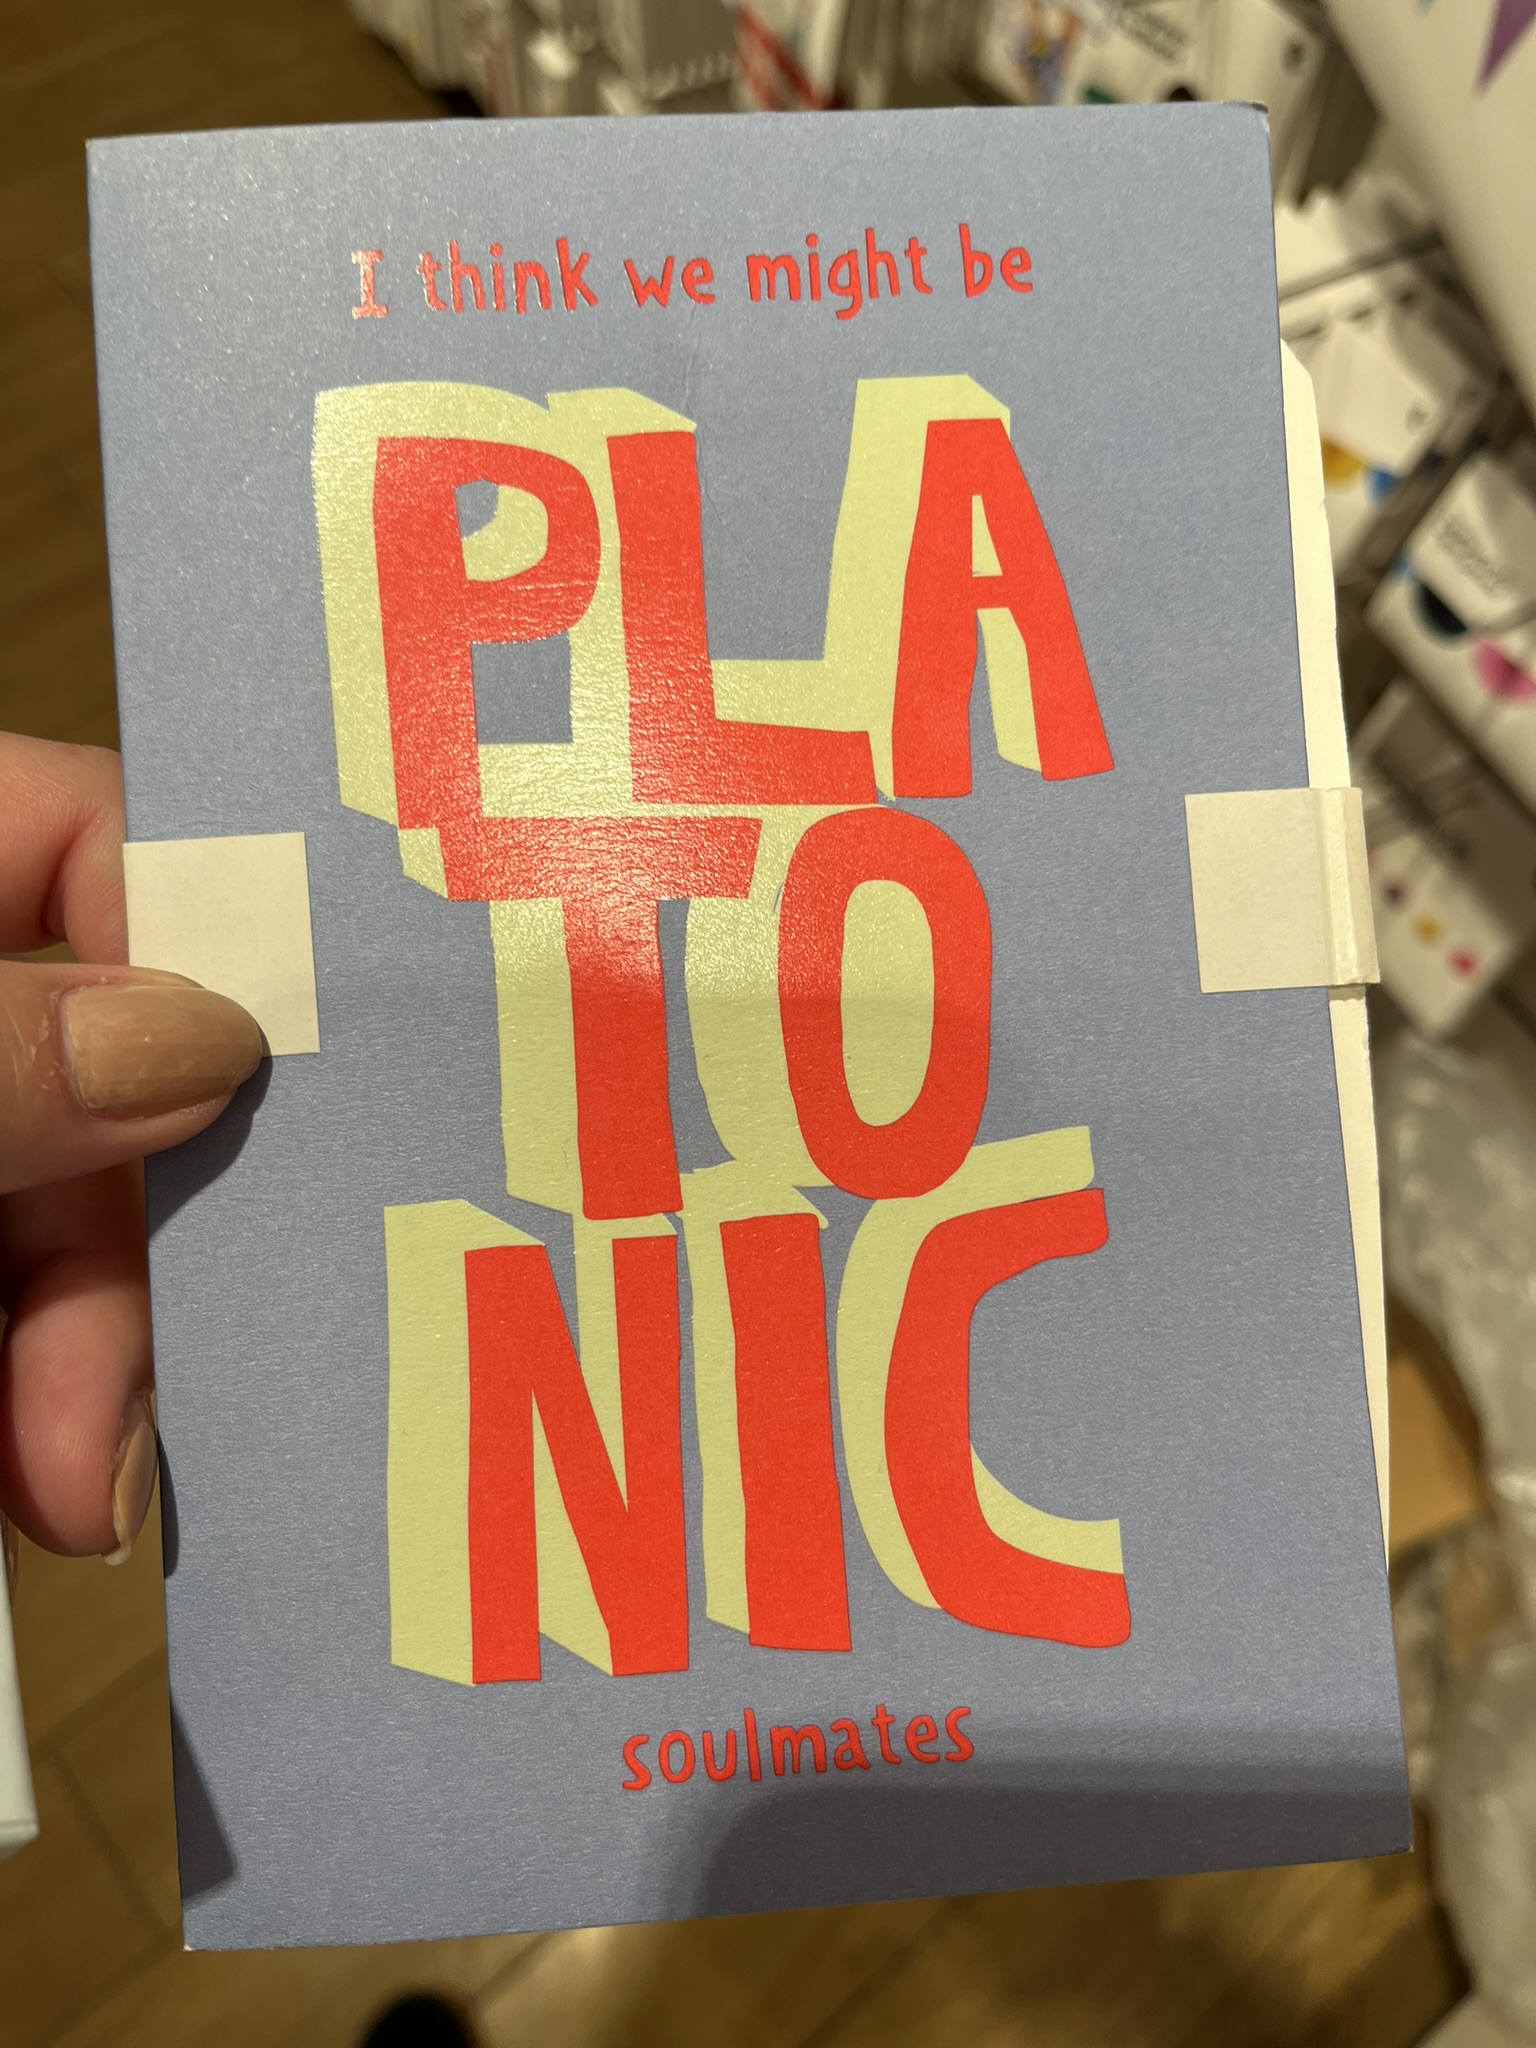 I think we might be
PLA
TO
NIC
soulmates